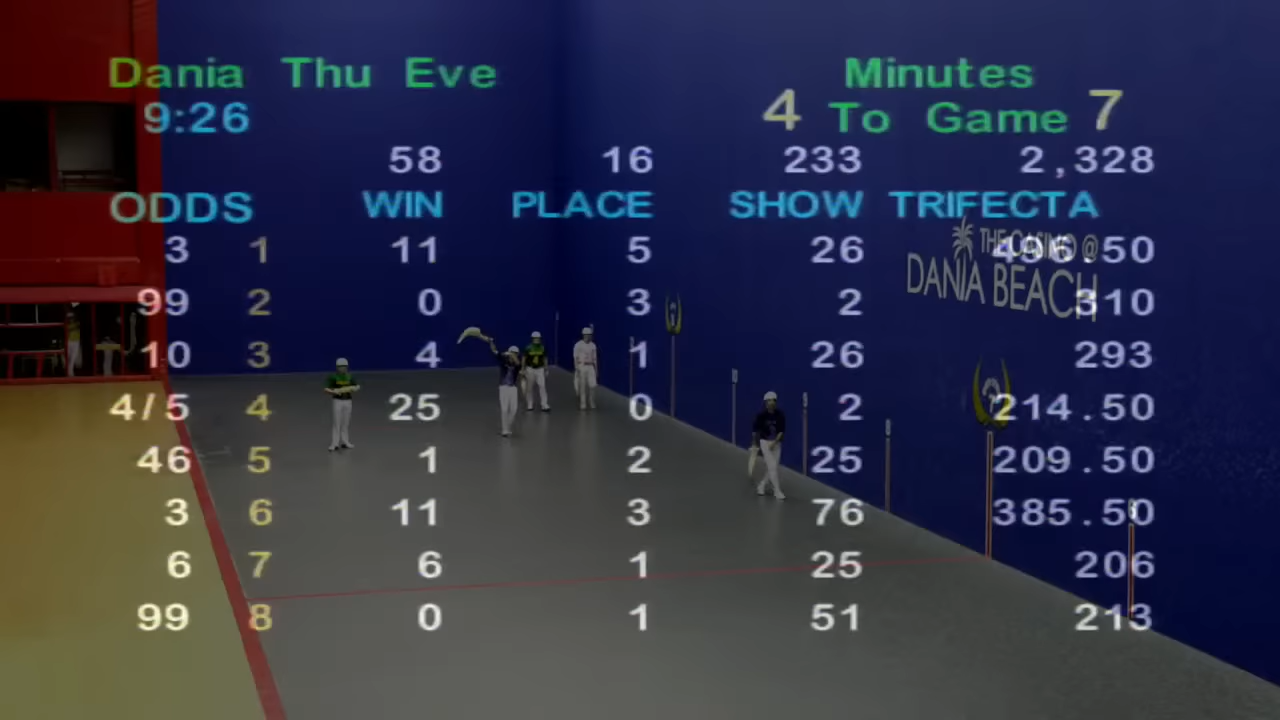 Dania Thu Eve
9:26
4 Minutes To Game 7
58 16 233 2,328
ODDS WIN PLACE SHOW TRIFECTA
3 1 11 5 26 496.50
THE CASINO @
DANIA BEACH
99 2 0 3 2 310
10 3 4 1 26 293
4/5 4 25 0 2 214.50
46 5 1 2 25 209.50
3 6 11 3 76 385.50
6 7 6 1 25 206
99 8 0 1 51 213